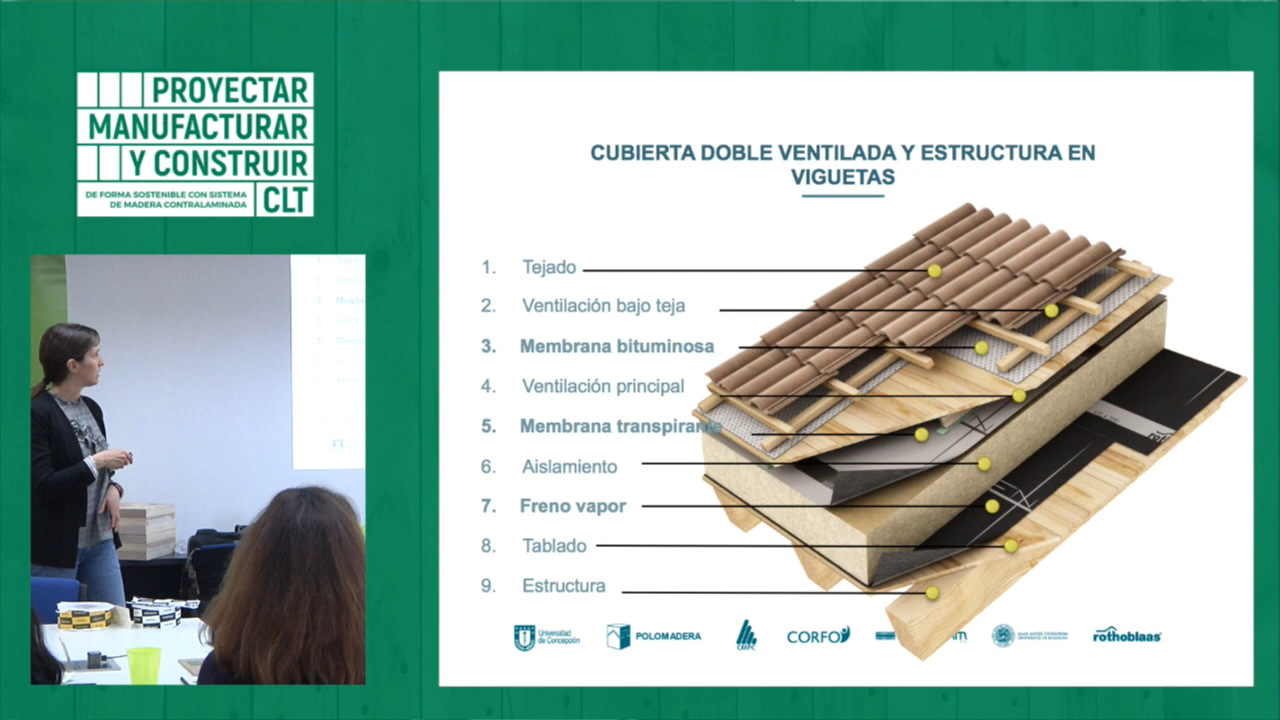 PROYECTAR
MANUFACTURAR
Y CONSTRUIR
DE FORMA SOSTENIBLE CON SISTEMA
DE MADERA CONTRALAMINADA
CLT
CUBIERTA DOBLE VENTILADA Y ESTRUCTURA EN
VIGUETAS
1. Tejado
2. Ventilación bajo teja
3. Membrana bituminosa
4. Ventilación principal
5. Membrana transpirante
6. Aislamiento
7. Freno vapor
8. Tablado
9. Estructura
Universidad
de Concepción
POLOMADERA
CMPC
CORFO
rothoblaas